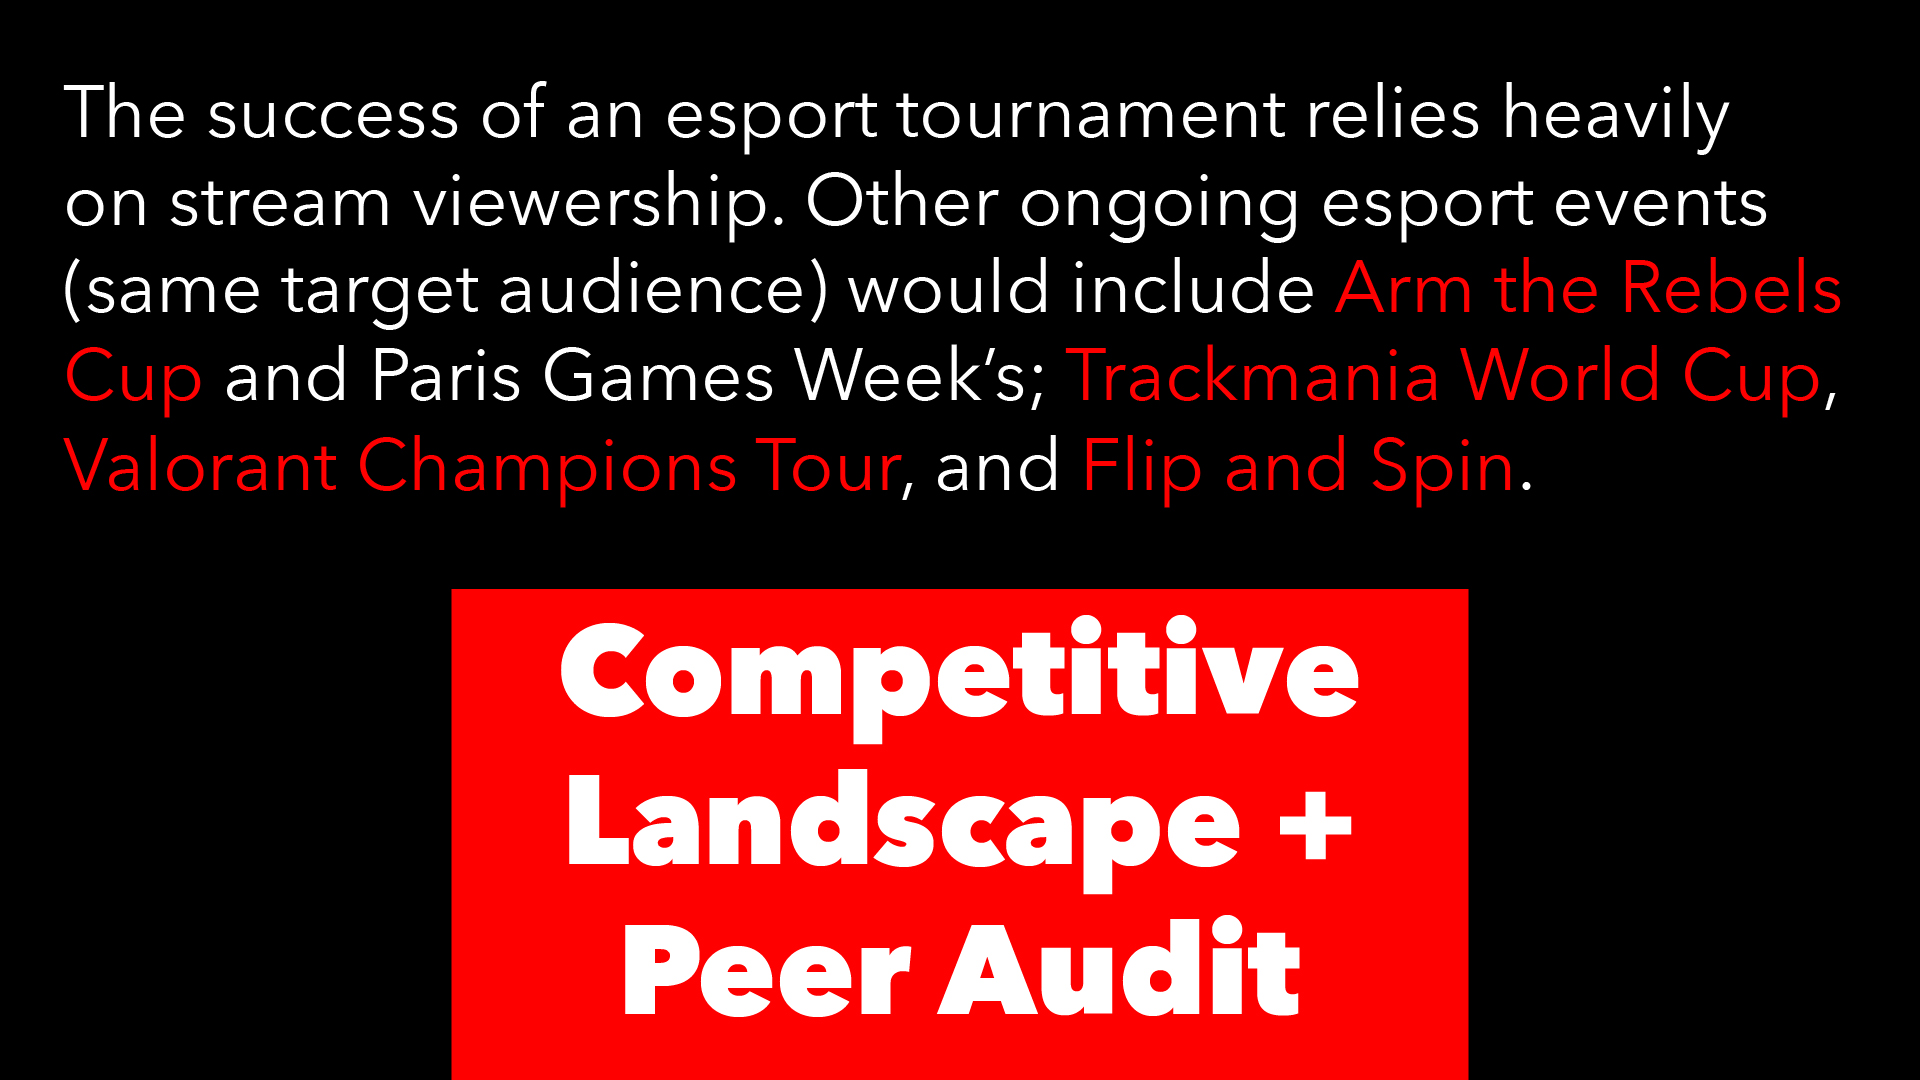 The success of an esport tournament relies heavily
on stream viewership. Other ongoing esport events
(same target audience) would include Arm the Rebels
Cup and Paris Games Week’s; Trackmania World Cup,
Valorant Champions Tour, and Flip and Spin.
Competitive
Landscape +
Peer Audit